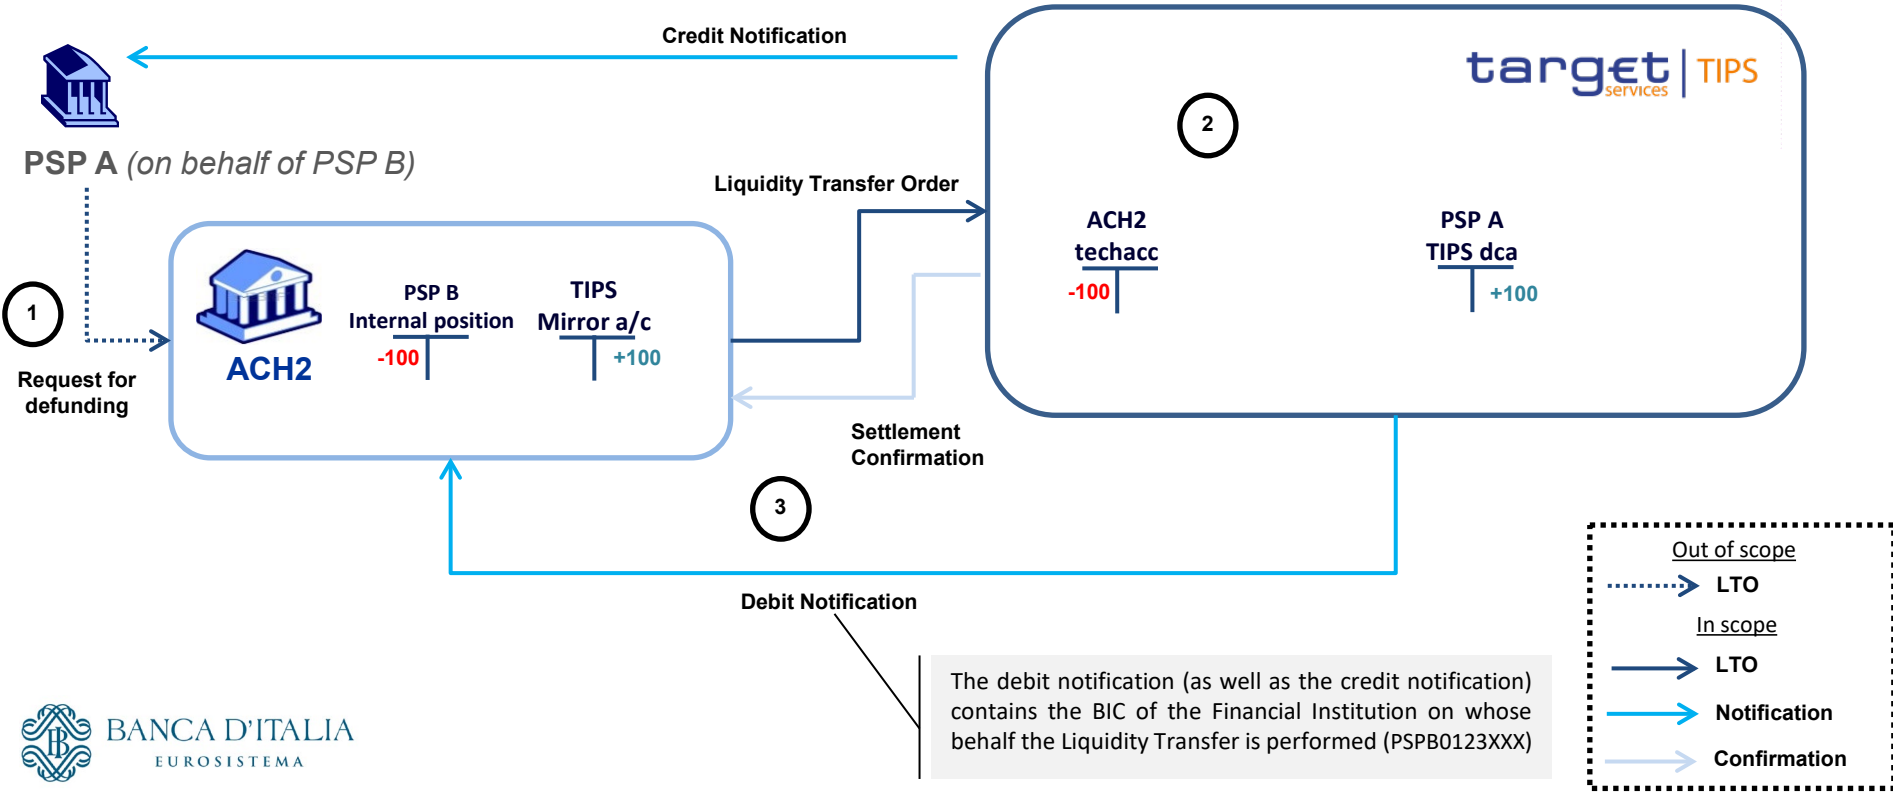 Credit Notification
target | TIPS
services
2
PSP A (on behalf of PSP B)
Liquidity Transfer Order
ACH2
techacc
-100
PSP A
TIPS dca
+100
1
Request for
defunding
ACH2
PSP B
Internal position
-100
TIPS
Mirror a/c
+100
Settlement
Confirmation
3
Debit Notification
The debit notification (as well as the credit notification)
contains the BIC of the Financial Institution on whose
behalf the Liquidity Transfer is performed (PSPB0123XXX)
Out of scope
LTO
In scope
LTO
Notification
Confirmation
BANCA D'ITALIA
EUROSISTEMA